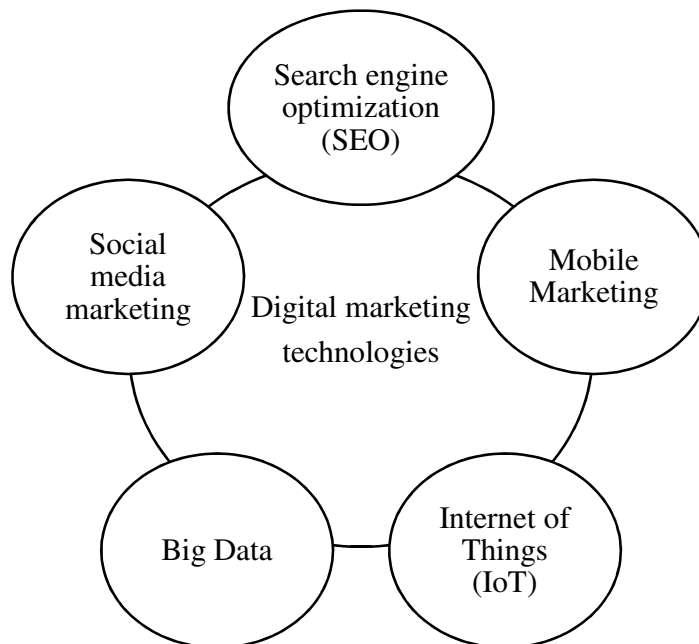 Search engine
optimization
(SEO)
Social
media
marketing
Mobile
Marketing
Digital marketing
technologies
Big Data
Internet of
Things
(IoT)